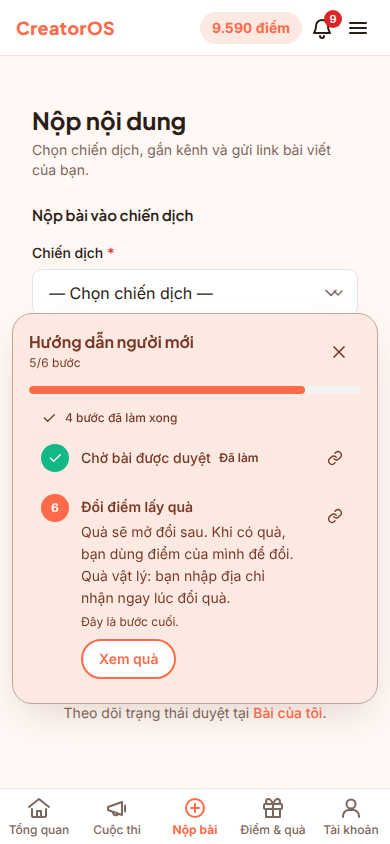 CreatorOS
9.590 điểm
9
Nộp nội dung
Chọn chiến dịch, gắn kênh và gửi link bài viết
của bạn.
Nộp bài vào chiến dịch
Chiến dịch *
— Chọn chiến dịch —
Hướng dẫn người mới
5/6 bước
4 bước đã làm xong
Chờ bài được duyệt Đã làm
6 Đổi điểm lấy quà
Quà sẽ mở đổi sau. Khi có quà,
bạn dùng điểm của mình để đổi.
Quà vật lý: bạn nhập địa chỉ
nhận ngay lúc đổi quà.
Đây là bước cuối.
Xem quà
Theo dõi trạng thái duyệt tại Bài của tôi.
Tổng quan Cuộc thi Nộp bài Điểm & quà Tài khoản